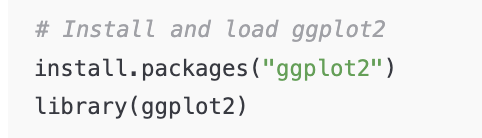 # Install and load ggplot2
install.packages("ggplot2")
library(ggplot2)